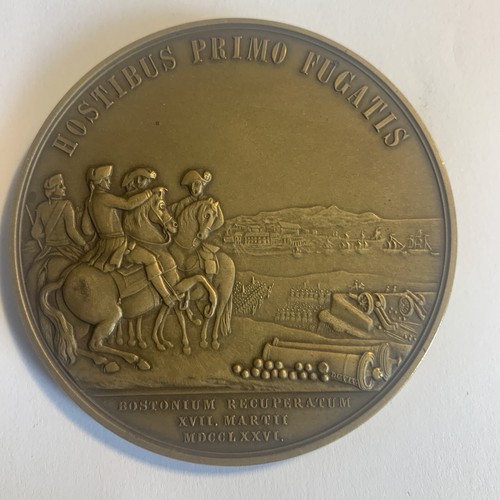 HOSTIBUS PRIMO FUGATIS
BOSTONIUM RECUPERATUM
XVII. MARTII
MDCCLXXVI.